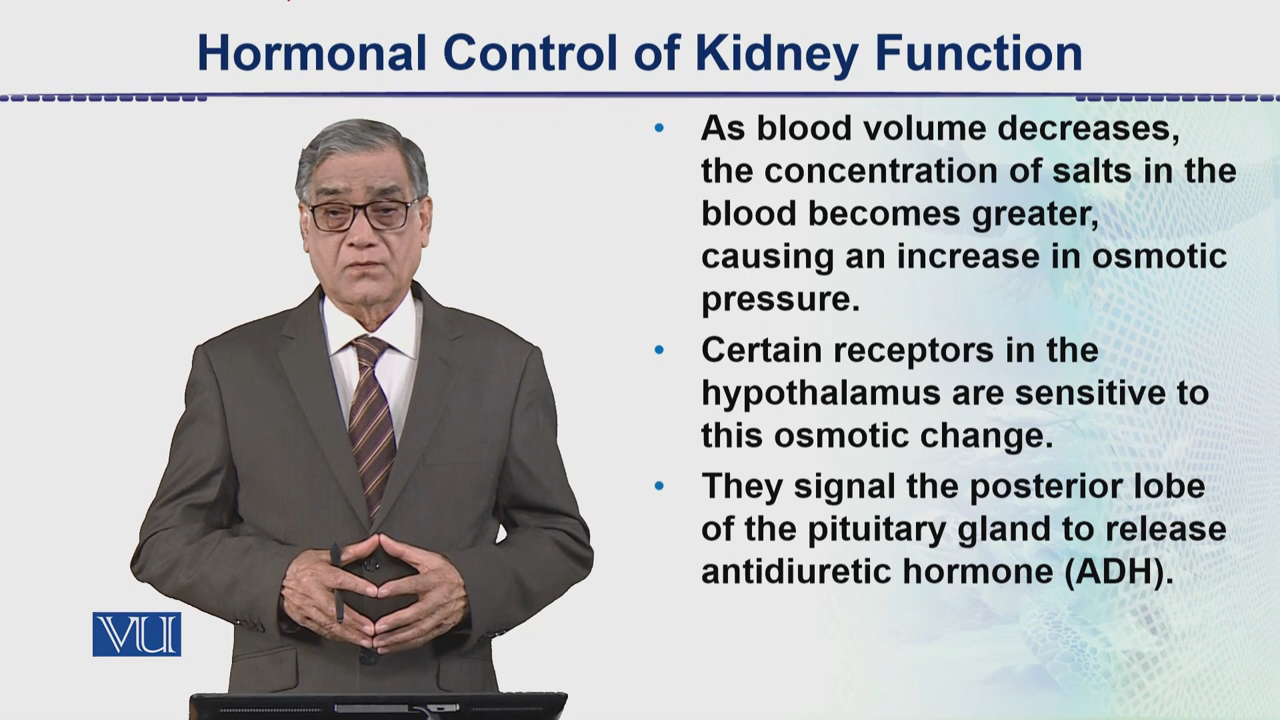 Hormonal Control of Kidney Function
• As blood volume decreases,
the concentration of salts in the
blood becomes greater,
causing an increase in osmotic
pressure.
• Certain receptors in the
hypothalamus are sensitive to
this osmotic change.
• They signal the posterior lobe
of the pituitary gland to release
antidiuretic hormone (ADH).
VU